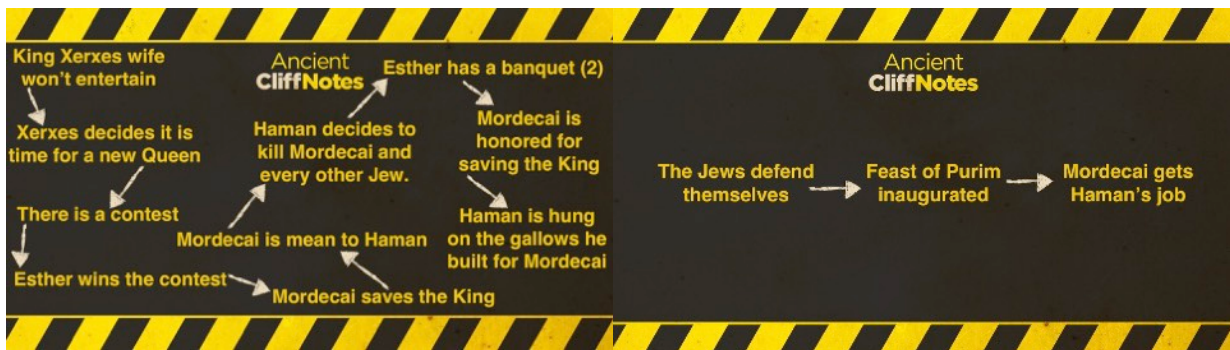 Ancient
CliffNotes
King Xerxes wife
won't entertain
Xerxes decides it is
time for a new Queen
There is a contest
Esther wins the contest
Mordecai saves the King
Mordecai is mean to Haman
Haman decides to
kill Mordecai and
every other Jew.
Esther has a banquet (2)
Mordecai is
honored for
saving the King
Haman is hung
on the gallows he
built for Mordecai
Ancient
CliffNotes
The Jews defend
themselves
Feast of Purim
inaugurated
Mordecai gets
Haman's job